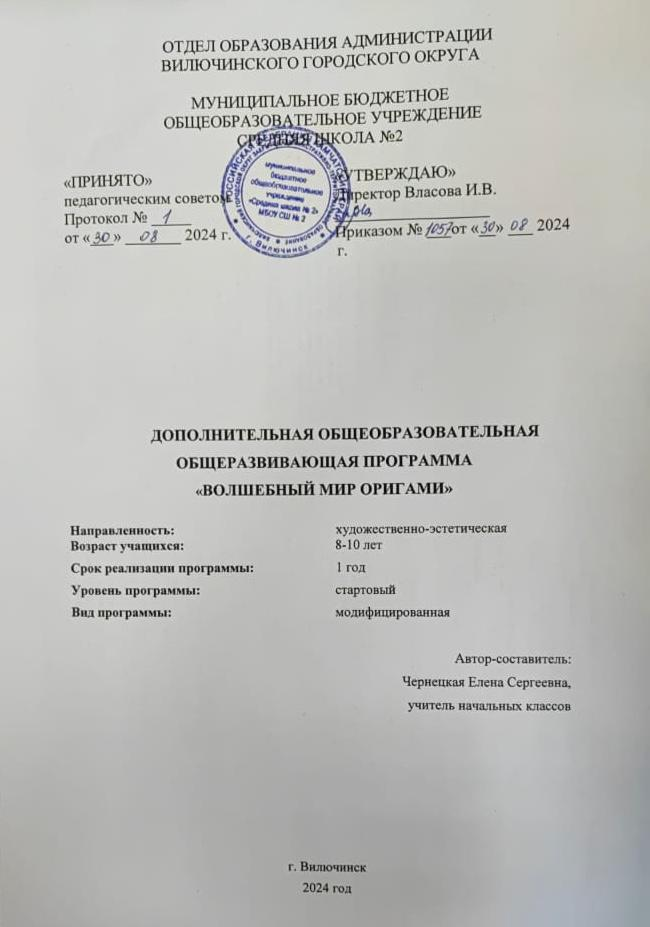 ОТДЕЛ ОБРАЗОВАНИЯ АДМИНИСТРАЦИИ
ВИЛЮЧИНСКОГО ГОРОДСКОГО ОКРУГА
МУНИЦИПАЛЬНОЕ БЮДЖЕТНОЕ
ОБЩЕОБРАЗОВАТЕЛЬНОЕ УЧРЕЖДЕНИЕ
СРЕДНЯЯ ШКОЛА №2
«ПРИНЯТО»
педагогическим советом
Протокол № 1
от «30» 08 2024 г.
муниципальное
бюджетное
общеобразовательное
учреждение
«Средняя школа № 2»
МБОУ СШ № 2
г. Вилючинск
«УТВЕРЖДАЮ»
Директор Власова И.В.
Приказом № 1057 от «30» 08 2024
г.
ДОПОЛНИТЕЛЬНАЯ ОБЩЕОБРАЗОВАТЕЛЬНАЯ
ОБЩЕРАЗВИВАЮЩАЯ ПРОГРАММА
«ВОЛШЕБНЫЙ МИР ОРИГАМИ»
Направленность: художественно-эстетическая
Возраст учащихся: 8-10 лет
Срок реализации программы: 1 год
Уровень программы: стартовый
Вид программы: модифицированная
Автор-составитель:
Чернецкая Елена Сергеевна,
учитель начальных классов
г. Вилючинск
2024 год